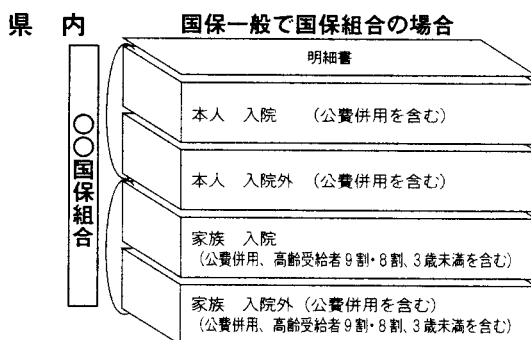 県内
国保一般で国保組合の場合
明細書
○○国保組合
本人 入院 (公費併用を含む)
本人 入院外 (公費併用を含む)
家族 入院
(公費併用、高齢受給者9割・8割、3歳未満を含む)
家族 入院外 (公費併用を含む)
(公費併用、高齢受給者9割・8割、3歳未満を含む)